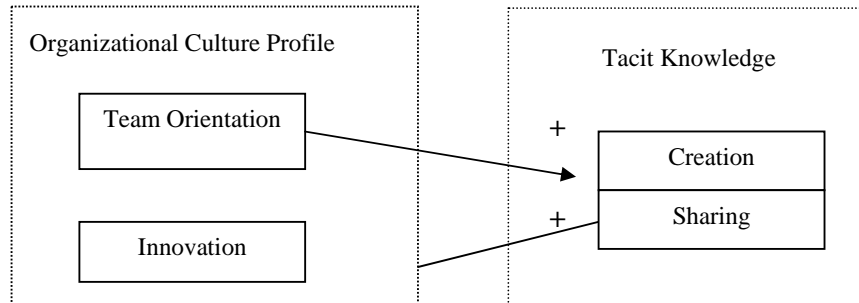 Organizational Culture Profile
Tacit Knowledge
Team Orientation
+
Creation
+
Sharing
Innovation